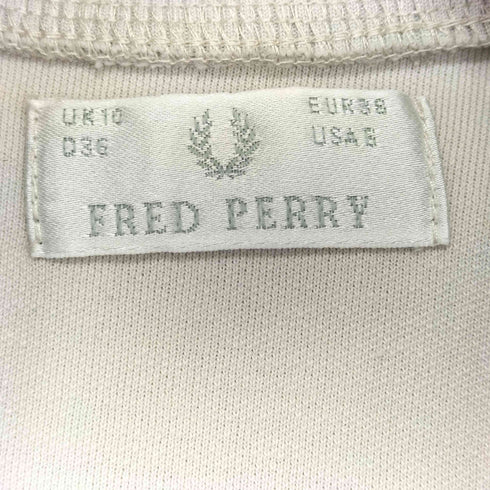 UK10 EUR38
D36 USA8
FRED PERRY